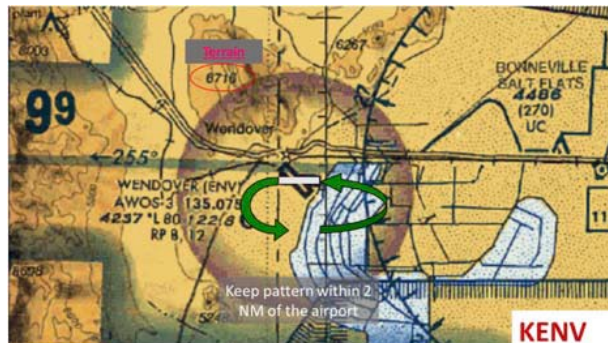 6003
Terrain
6716
6267
99
Wendover
BONNEVILLE
SALT FLATS
4486
(270)
UC
255°
WENDOVER (ENV)
AWOS-3 135.075
4237 *L 80 122.8
RP 8, 12
11
Keep pattern within 2
NM of the airport
KENV